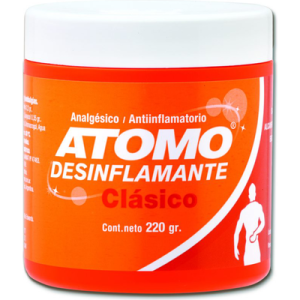 Analgésico / Antiinflamatorio
ATOMO®
DESINFLAMANTE
Clásico
Cont.neto 220 gr.